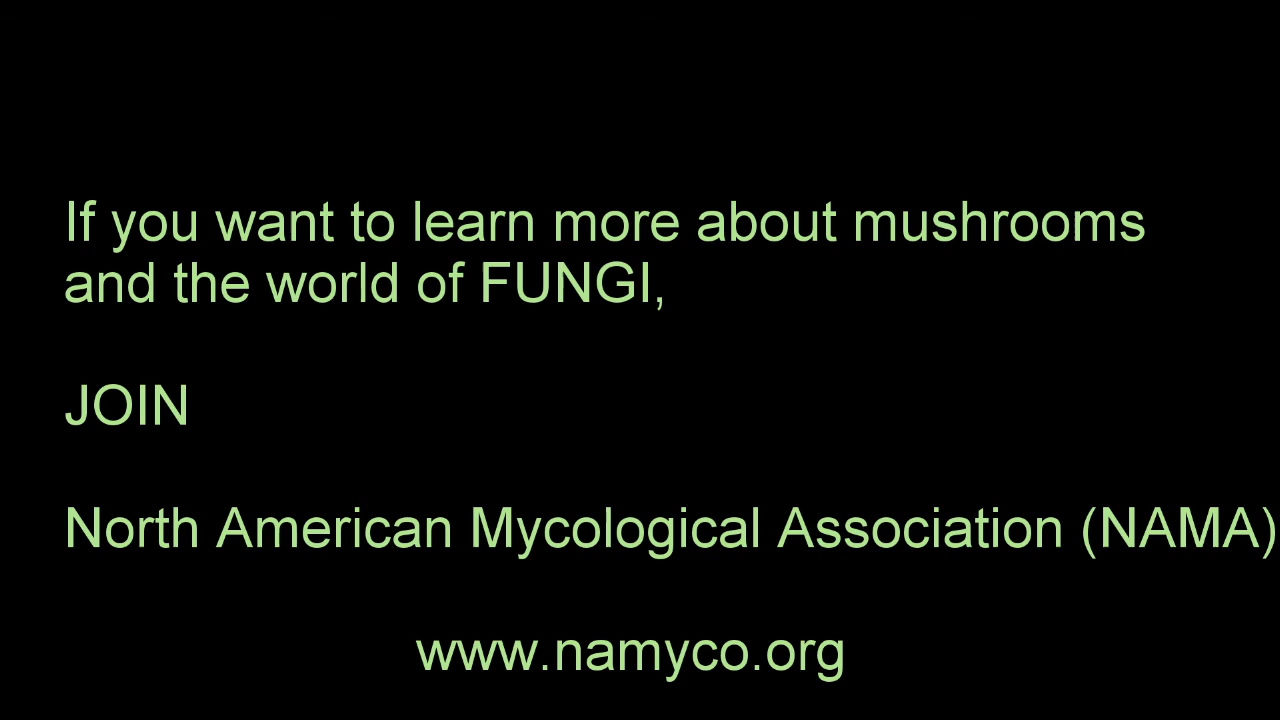 If you want to learn more about mushrooms
and the world of FUNGI,
JOIN
North American Mycological Association (NAMA)
www.namyco.org